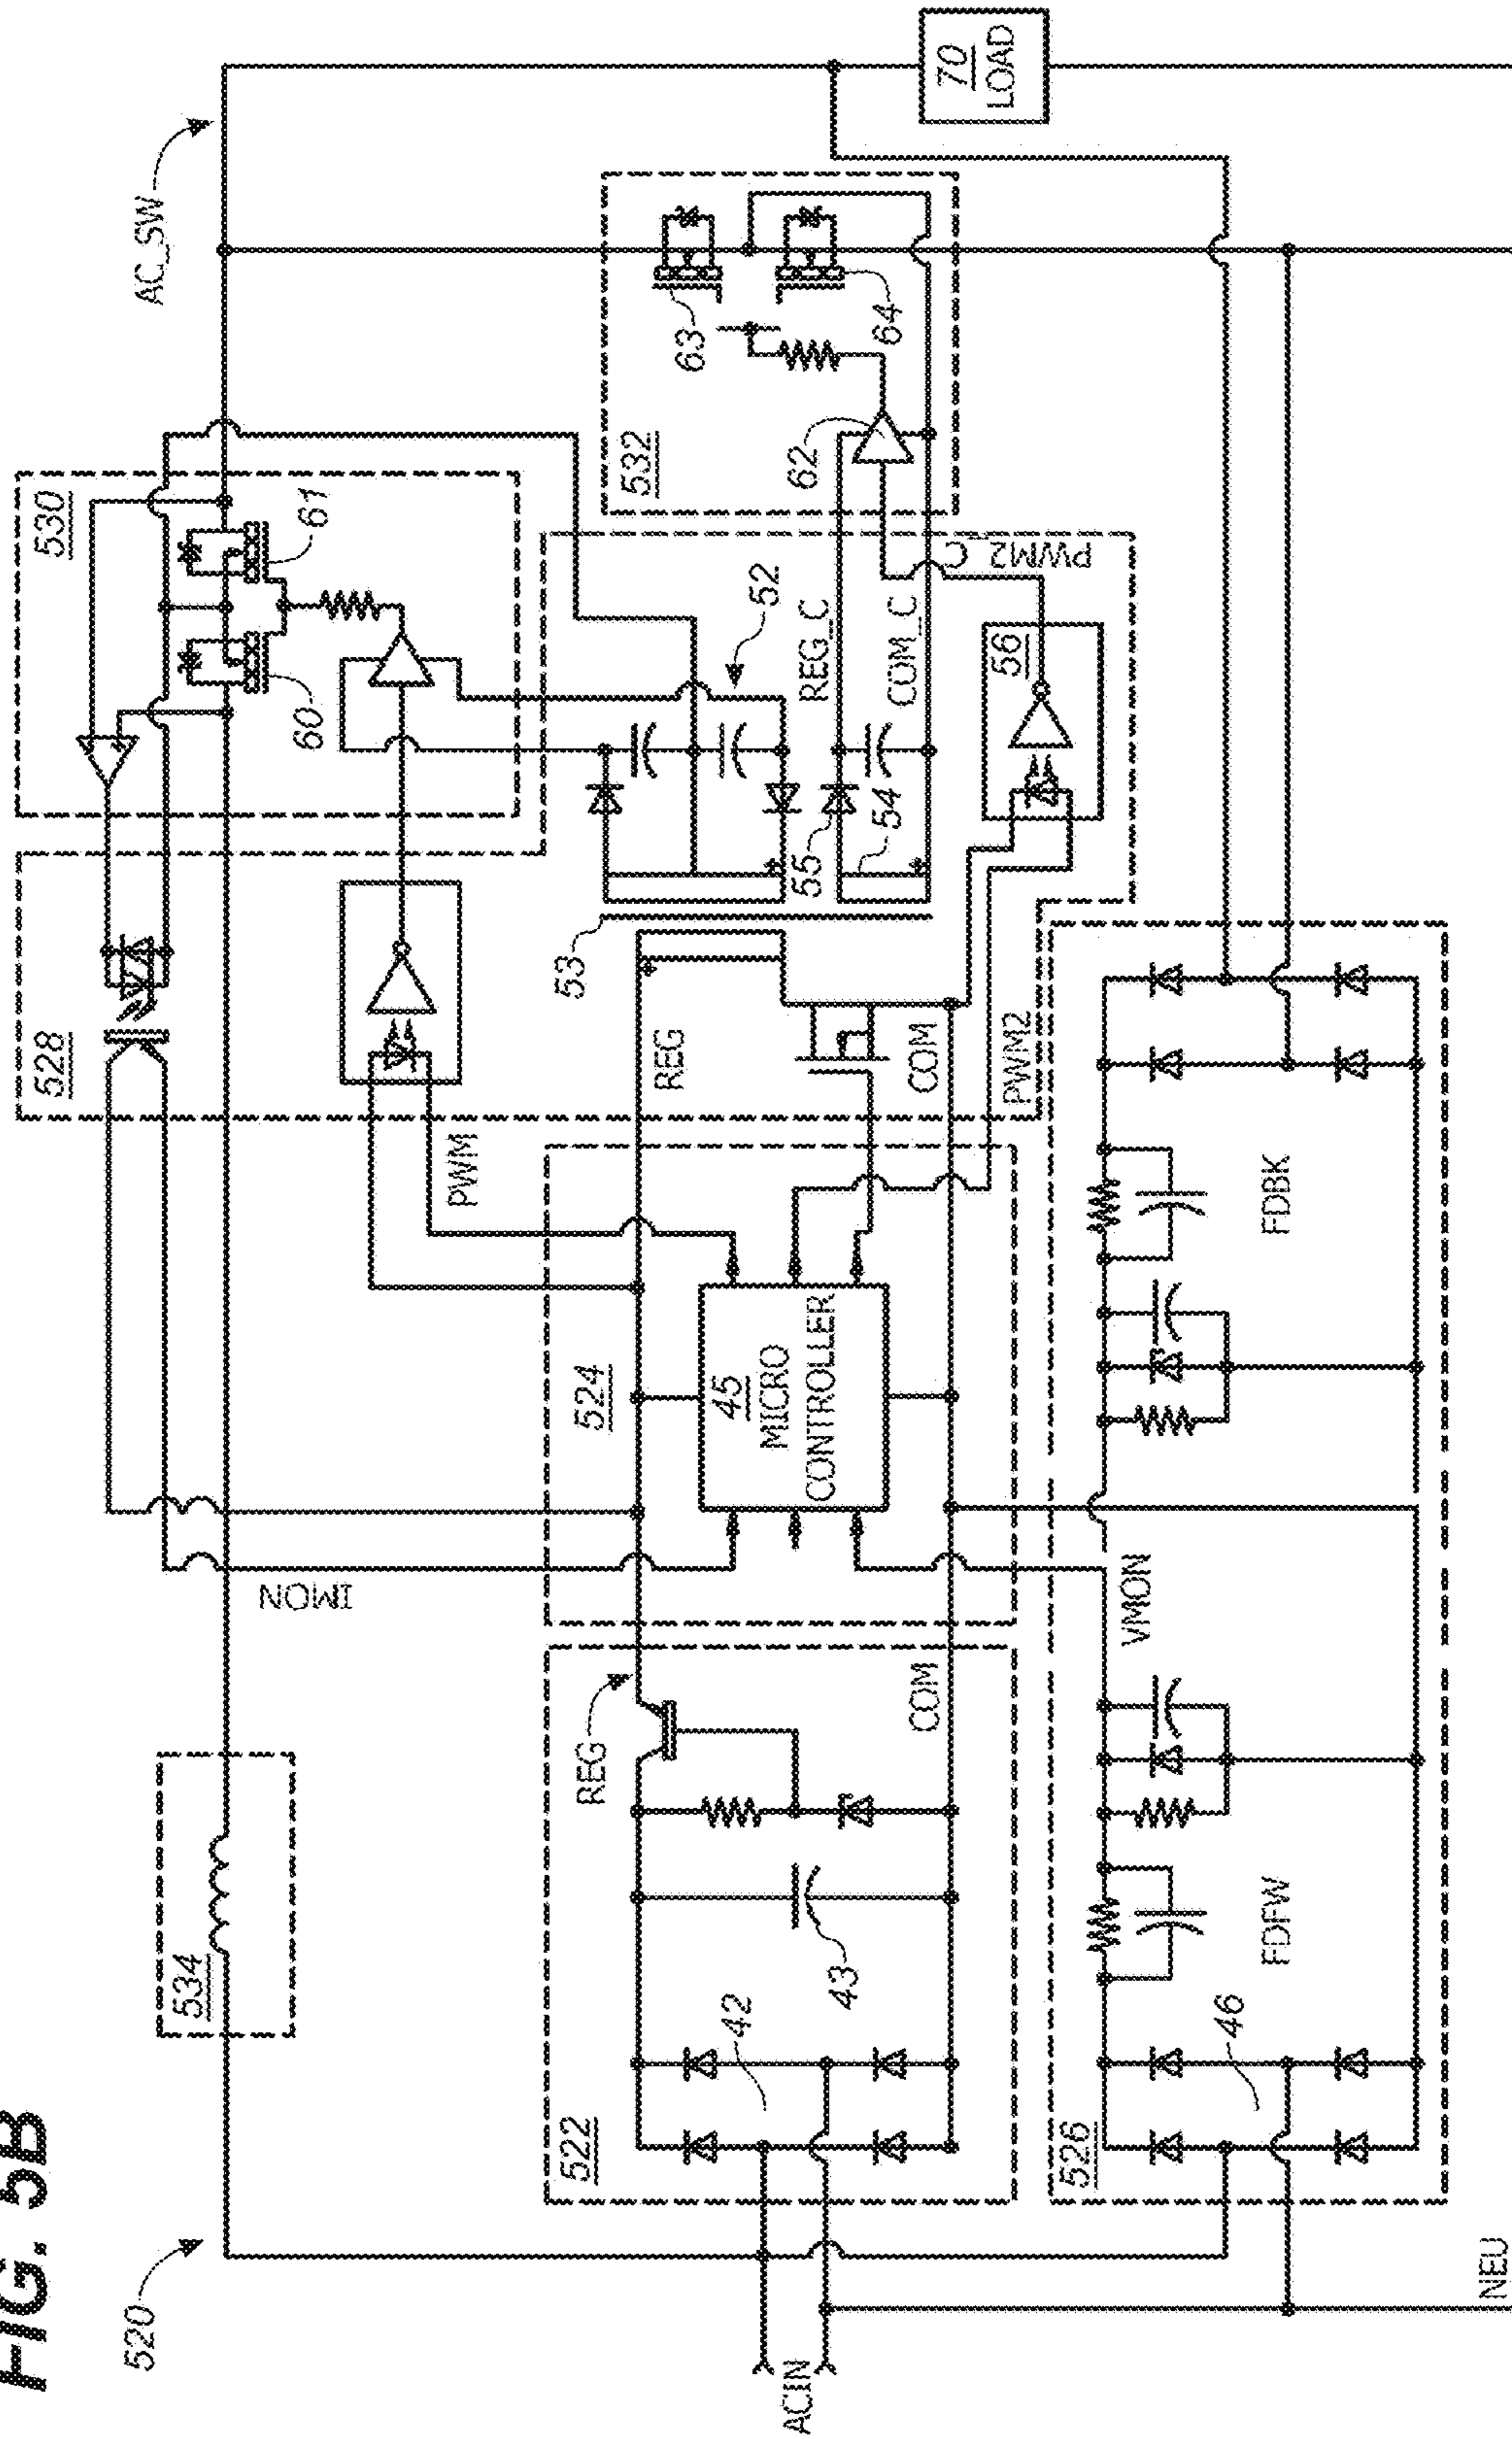 FIG. 5B
520
534
IMON
528
530
60
61
AC_SW
PWM
522
42
43
REG
COM
524
45
MICRO
CONTROLLER
REG
COM
PWM2
53
55
54
52
REG_C
COM_C
56
PWM2_C
532
62
63
64
70
LOAD
ACIN
526
46
FDFW
VMON
FDBK
NEU